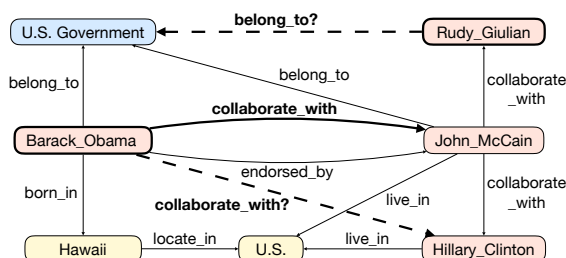 belong_to?
U.S. Government
Rudy_Giulian
belong_to
belong_to
collaborate
_with
collaborate_with
Barack_Obama
John_McCain
endorsed_by
born_in
collaborate_with?
live_in
collaborate
_with
Hawaii
locate_in
U.S.
live_in
Hillary_Clinton